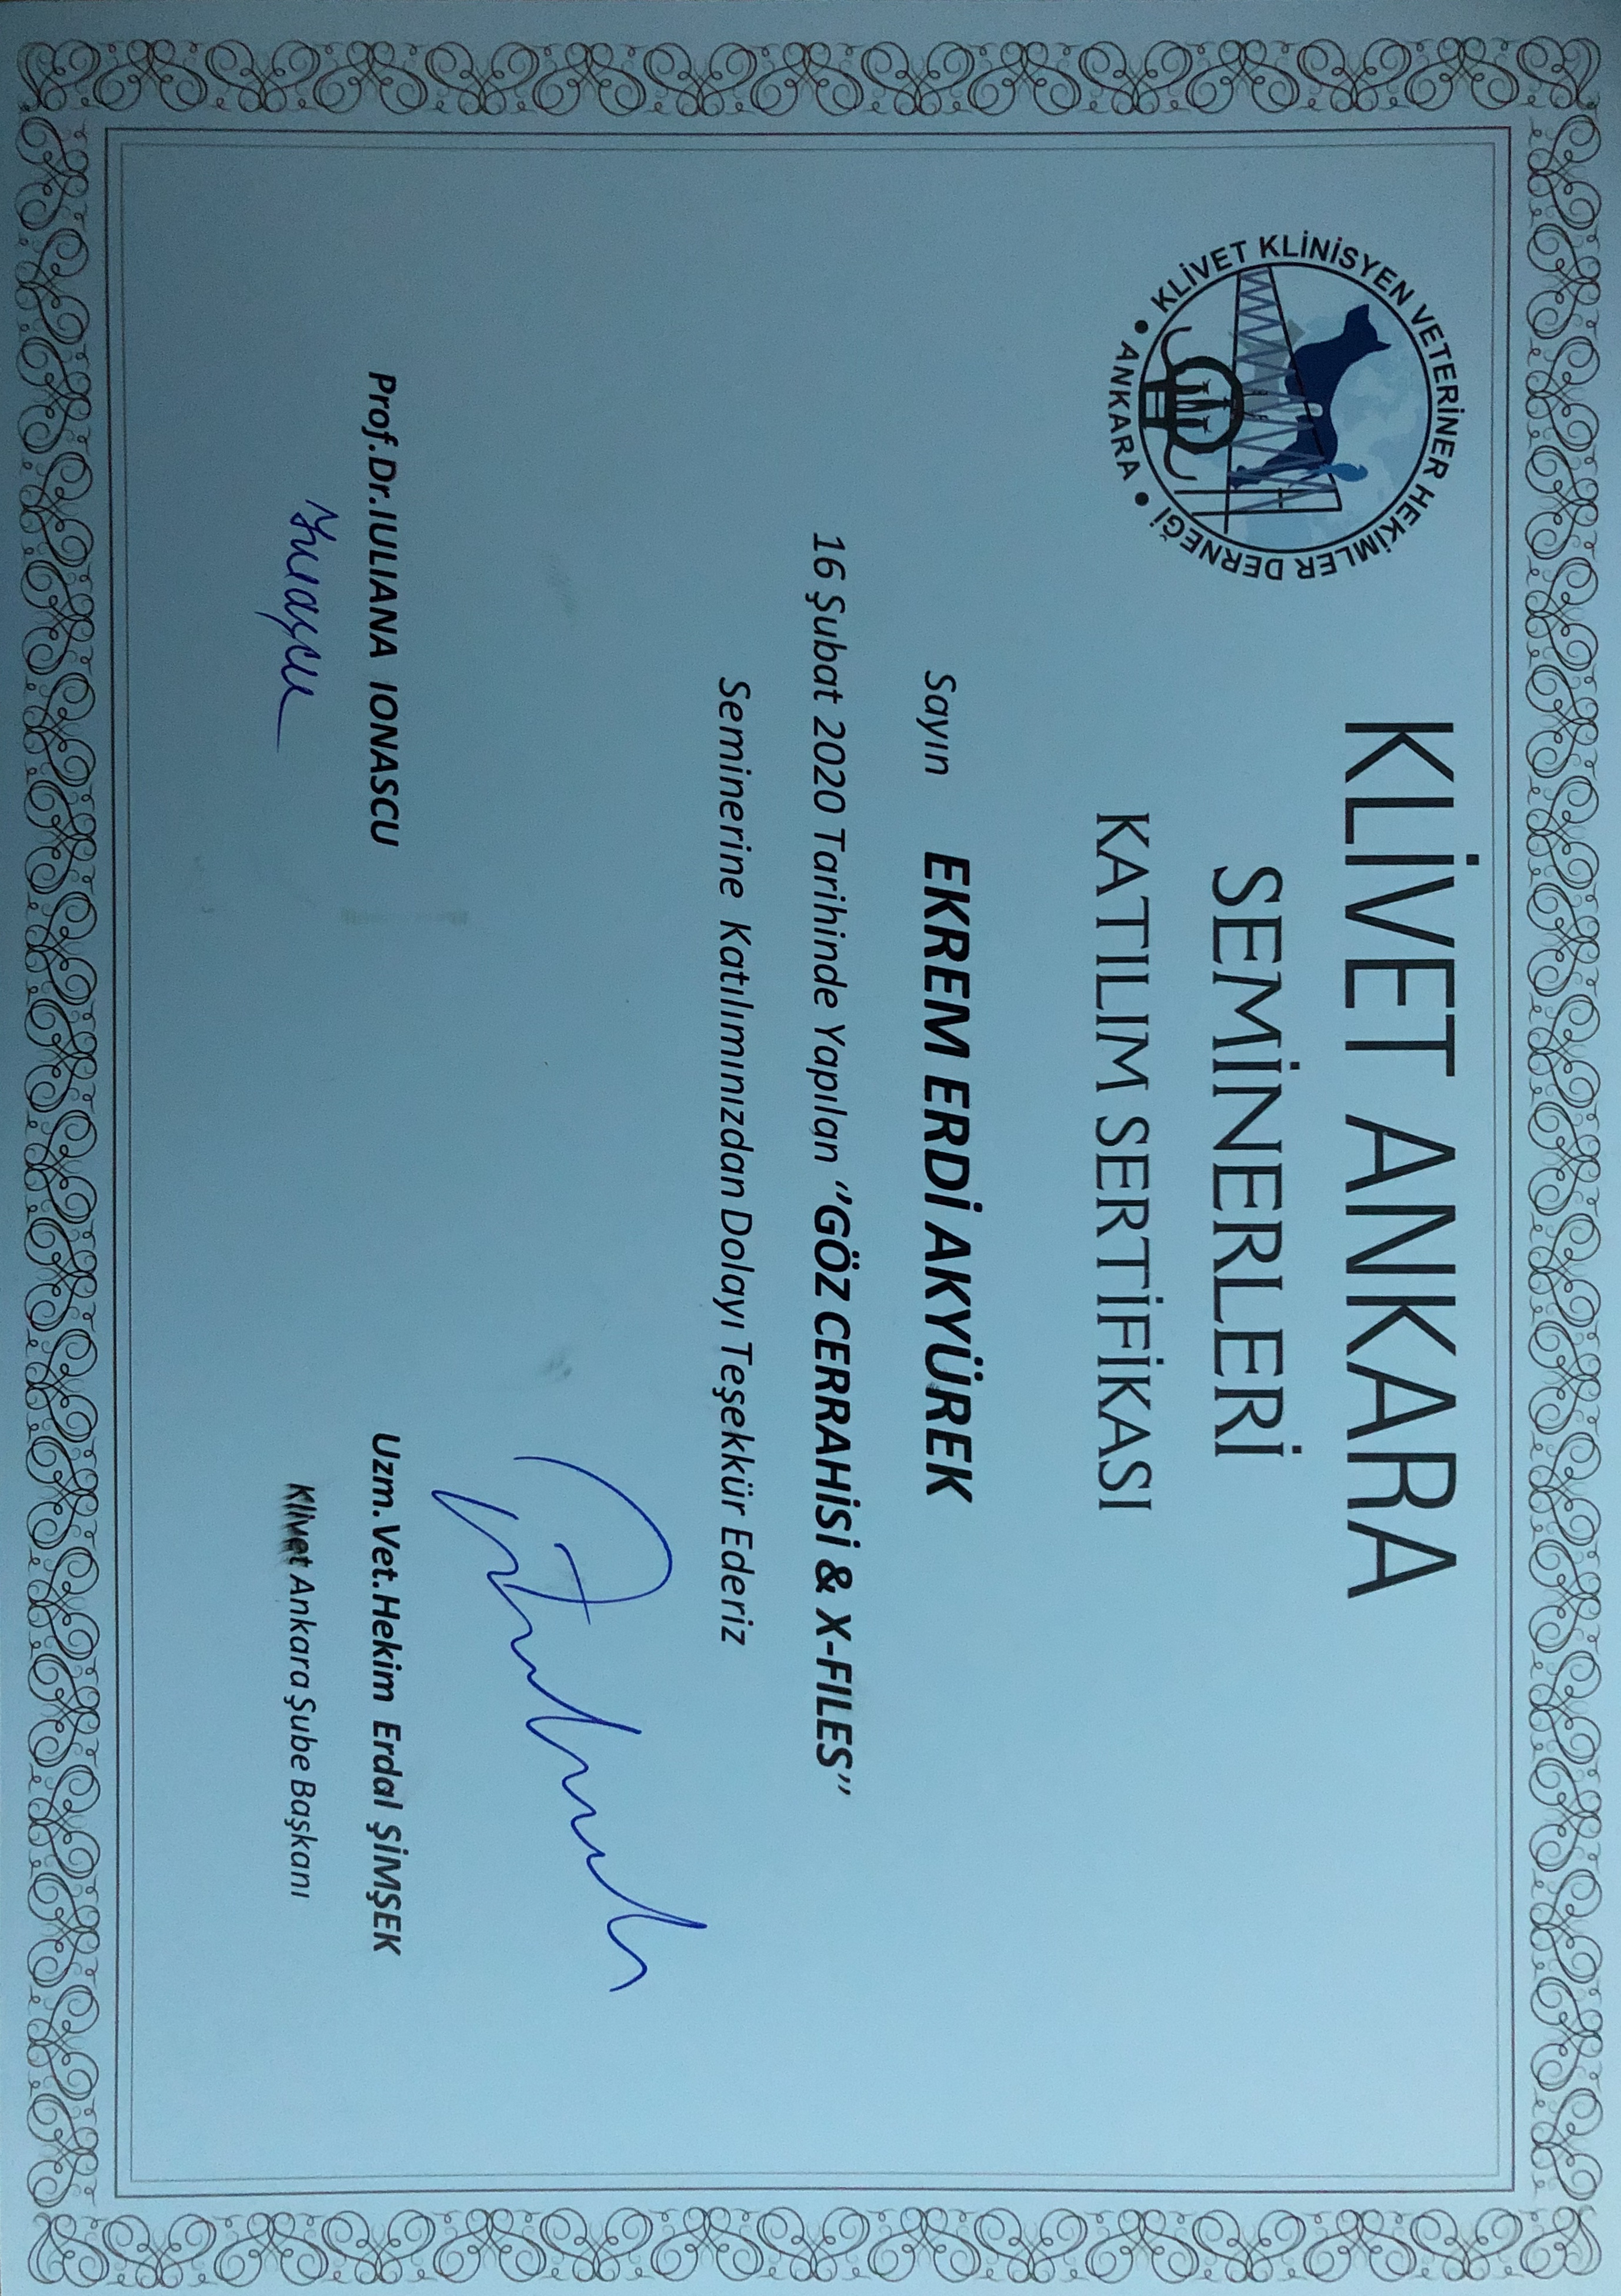 KLİVET KLİNİSYEN VETERİNER HEKİMLER DERNEĞİ
• ANKARA •
KLİVET ANKARA
SEMİNERLERİ
KATILIM SERTİFİKASI
Sayın EKREM ERDİ AKYÜREK
16 Şubat 2020 Tarihinde Yapılan "GÖZ CERRAHİSİ & X-FILES"
Seminerine Katılımınızdan Dolayı Teşekkür Ederiz
Prof.Dr.IULIANA IONASCU
Uzm.Vet.Hekim Erdal ŞİMŞEK
Klivet Ankara Şube Başkanı